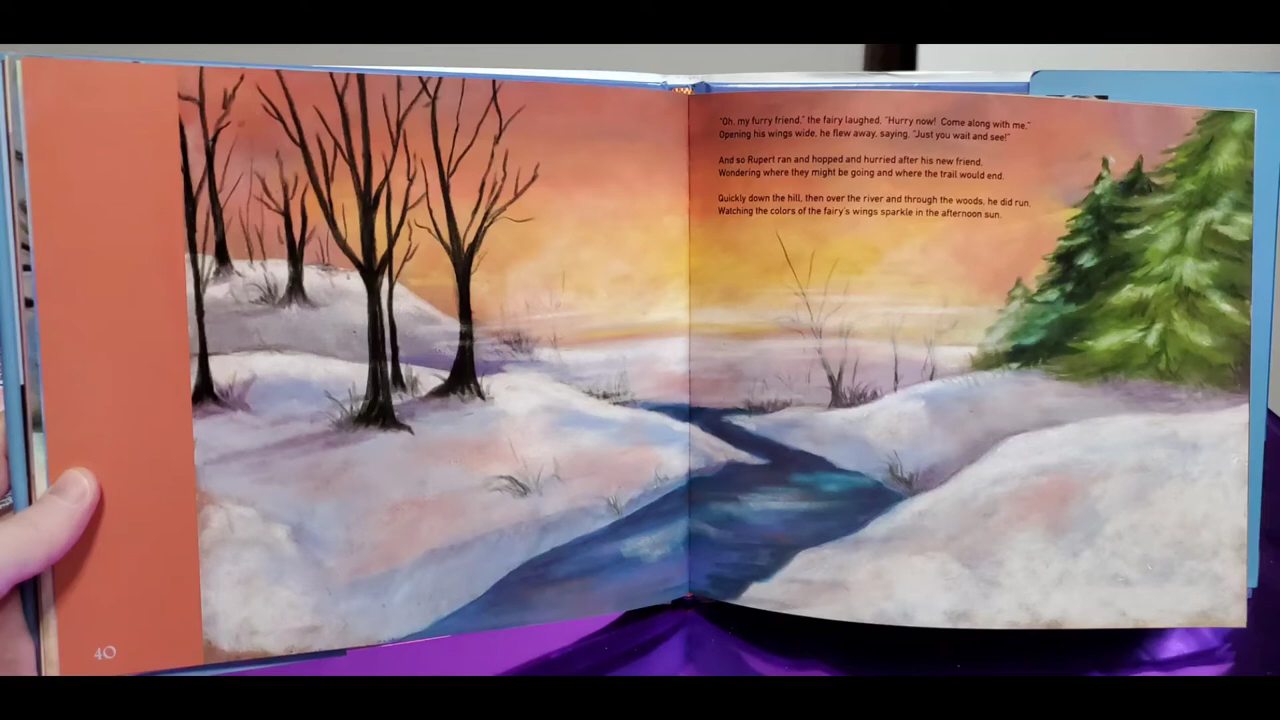 "Oh, my furry friend," the fairy laughed, "Hurry now! Come along with me."
Opening his wings wide, he flew away, saying, "Just you wait and see!"
And so Rupert ran and hopped and hurried after his new friend,
Wondering where they might be going and where the trail would end.
Quickly down the hill, then over the river and through the woods, he did run,
Watching the colors of the fairy's wings sparkle in the afternoon sun.
40